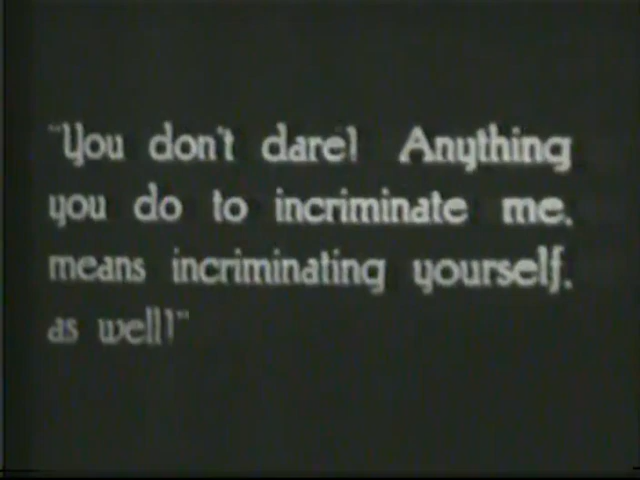 "You don't dare! Anything
you do to incriminate me,
means incriminating yourself,
as well!"